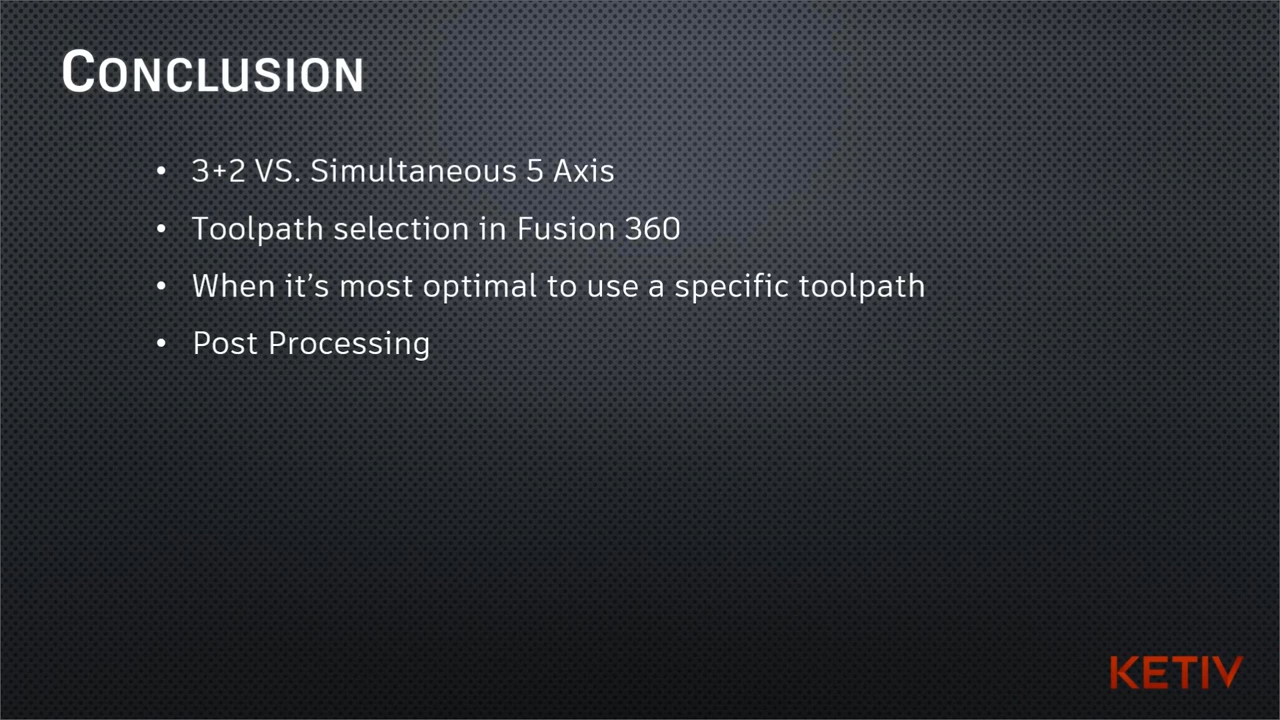 Conclusion
• 3+2 VS. Simultaneous 5 Axis
• Toolpath selection in Fusion 360
• When it’s most optimal to use a specific toolpath
• Post Processing
KETIV